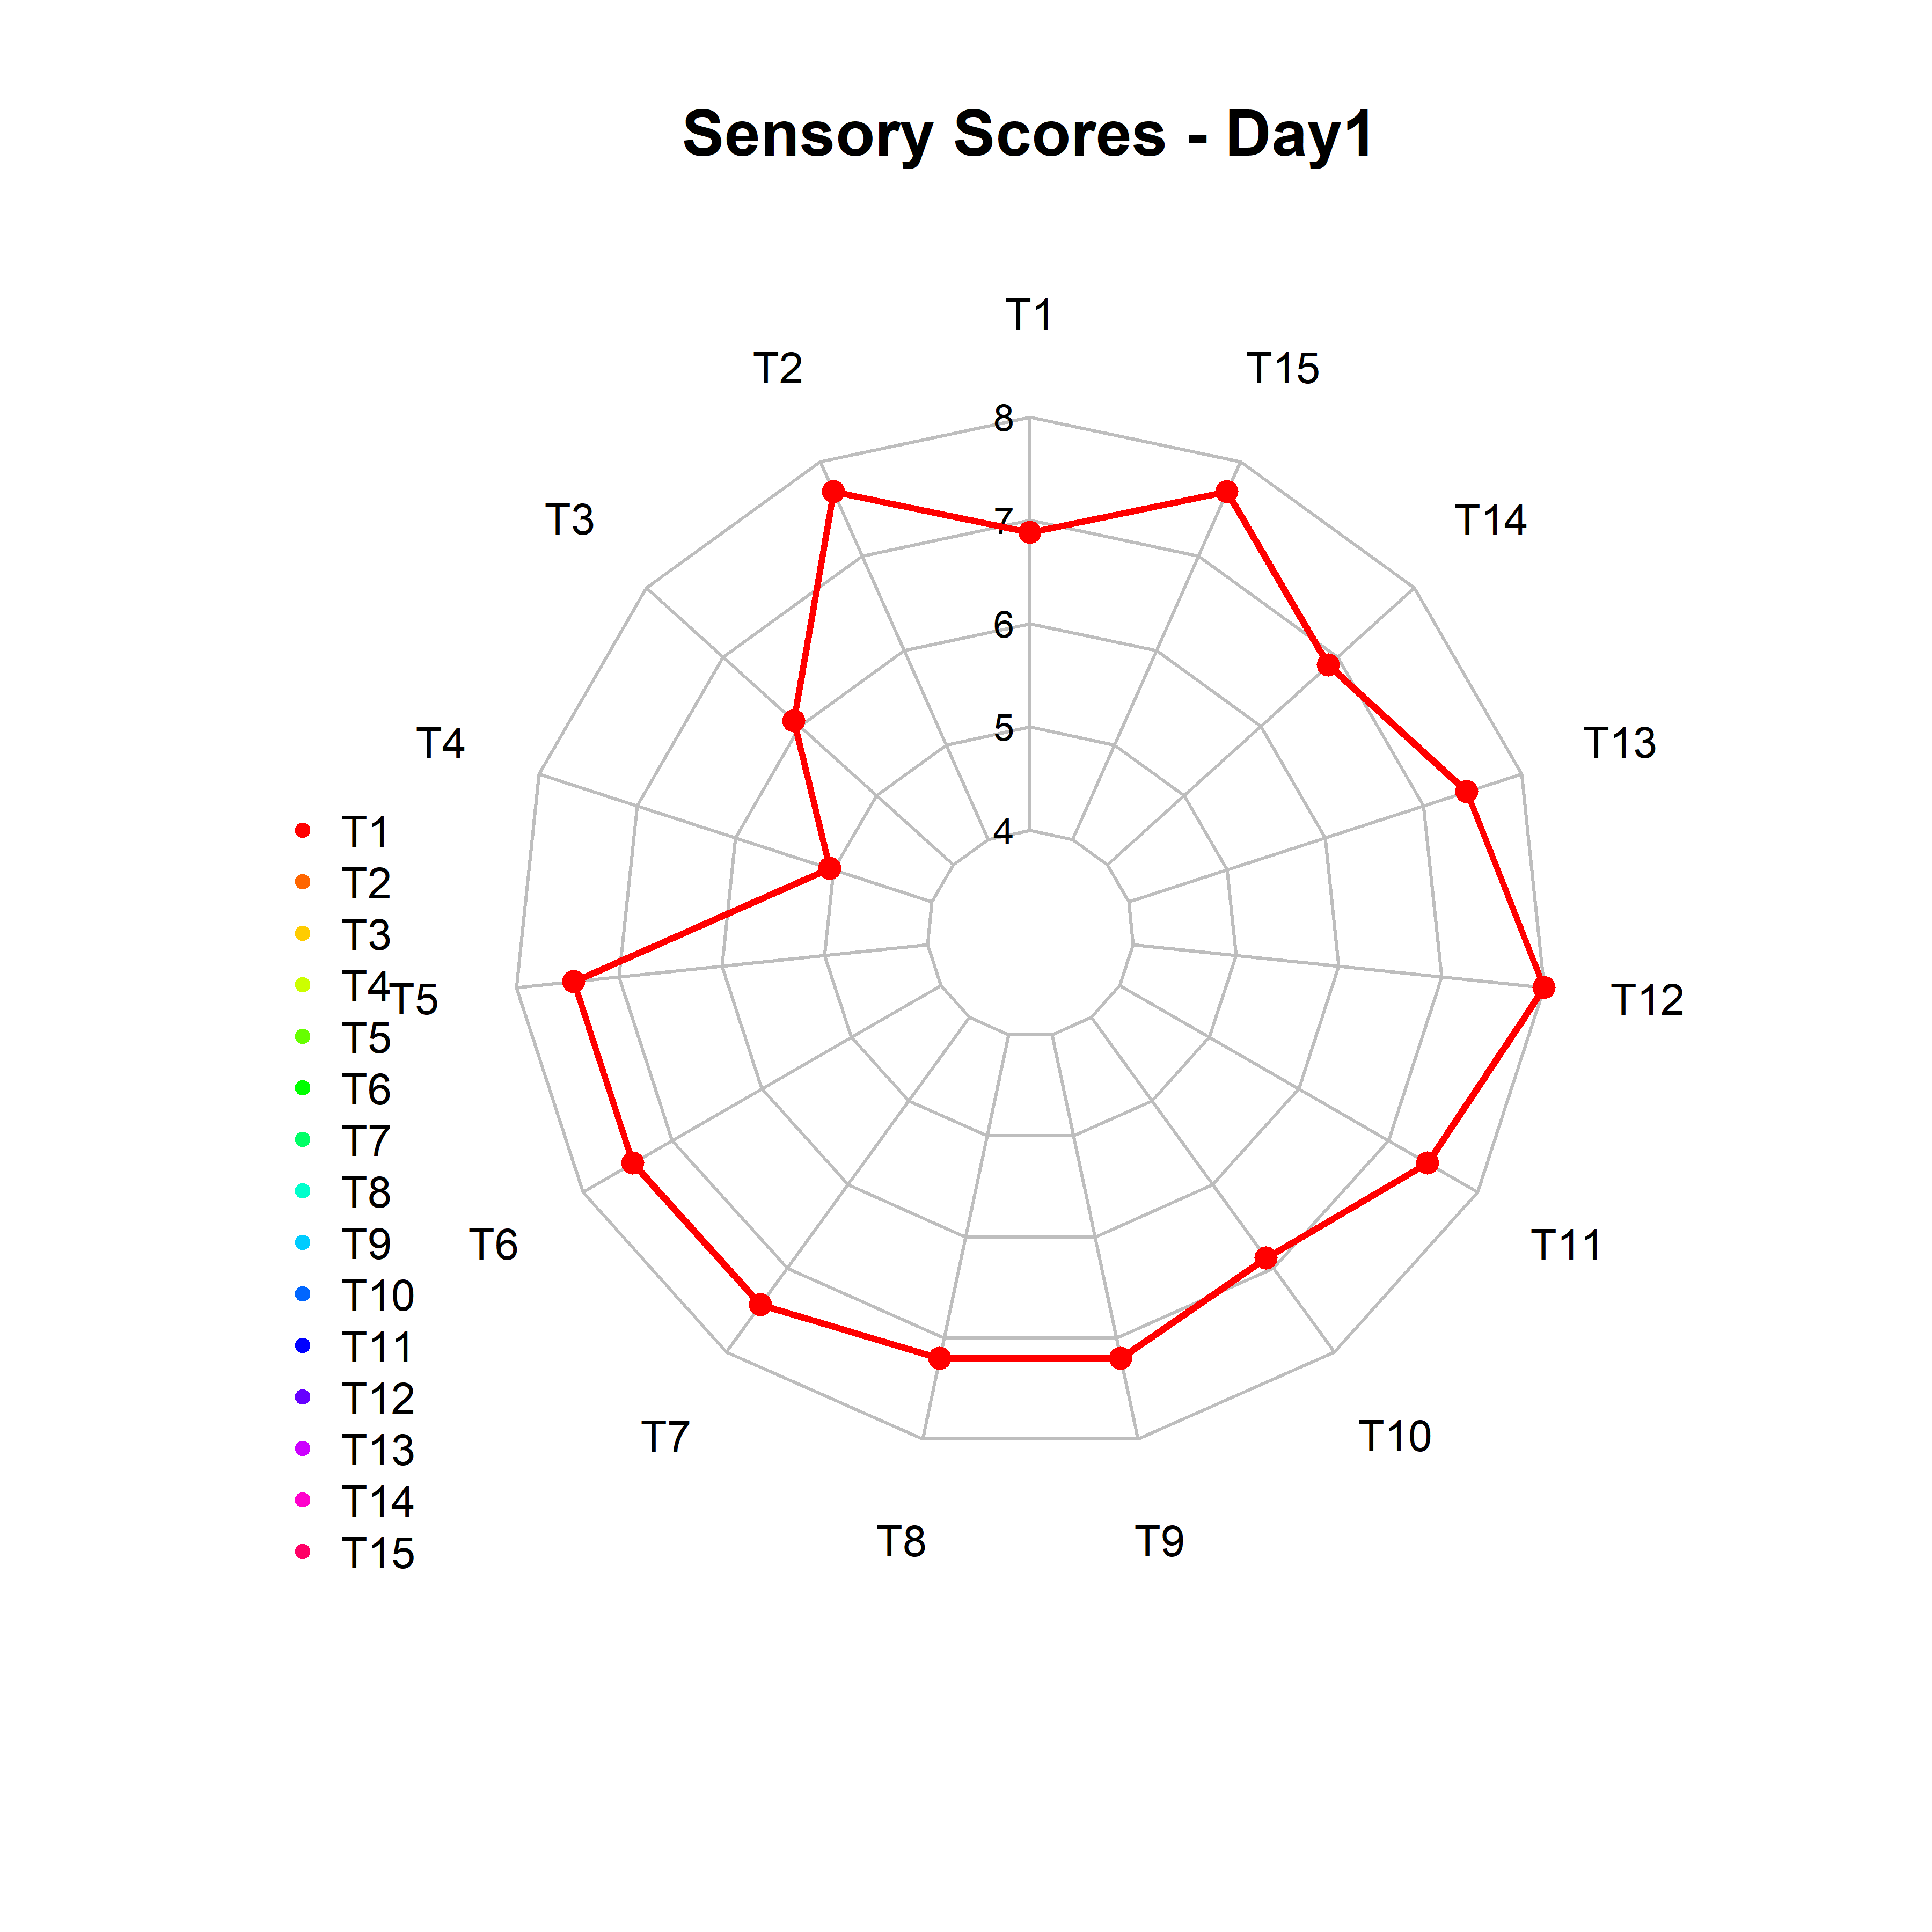 Sensory Scores - Day1
T1
T2
T15
T3
T14
T4
T13
T5
T12
T6
T11
T7
T10
T8
T9
8
7
6
5
4
T1
T2
T3
T4
T5
T6
T7
T8
T9
T10
T11
T12
T13
T14
T15